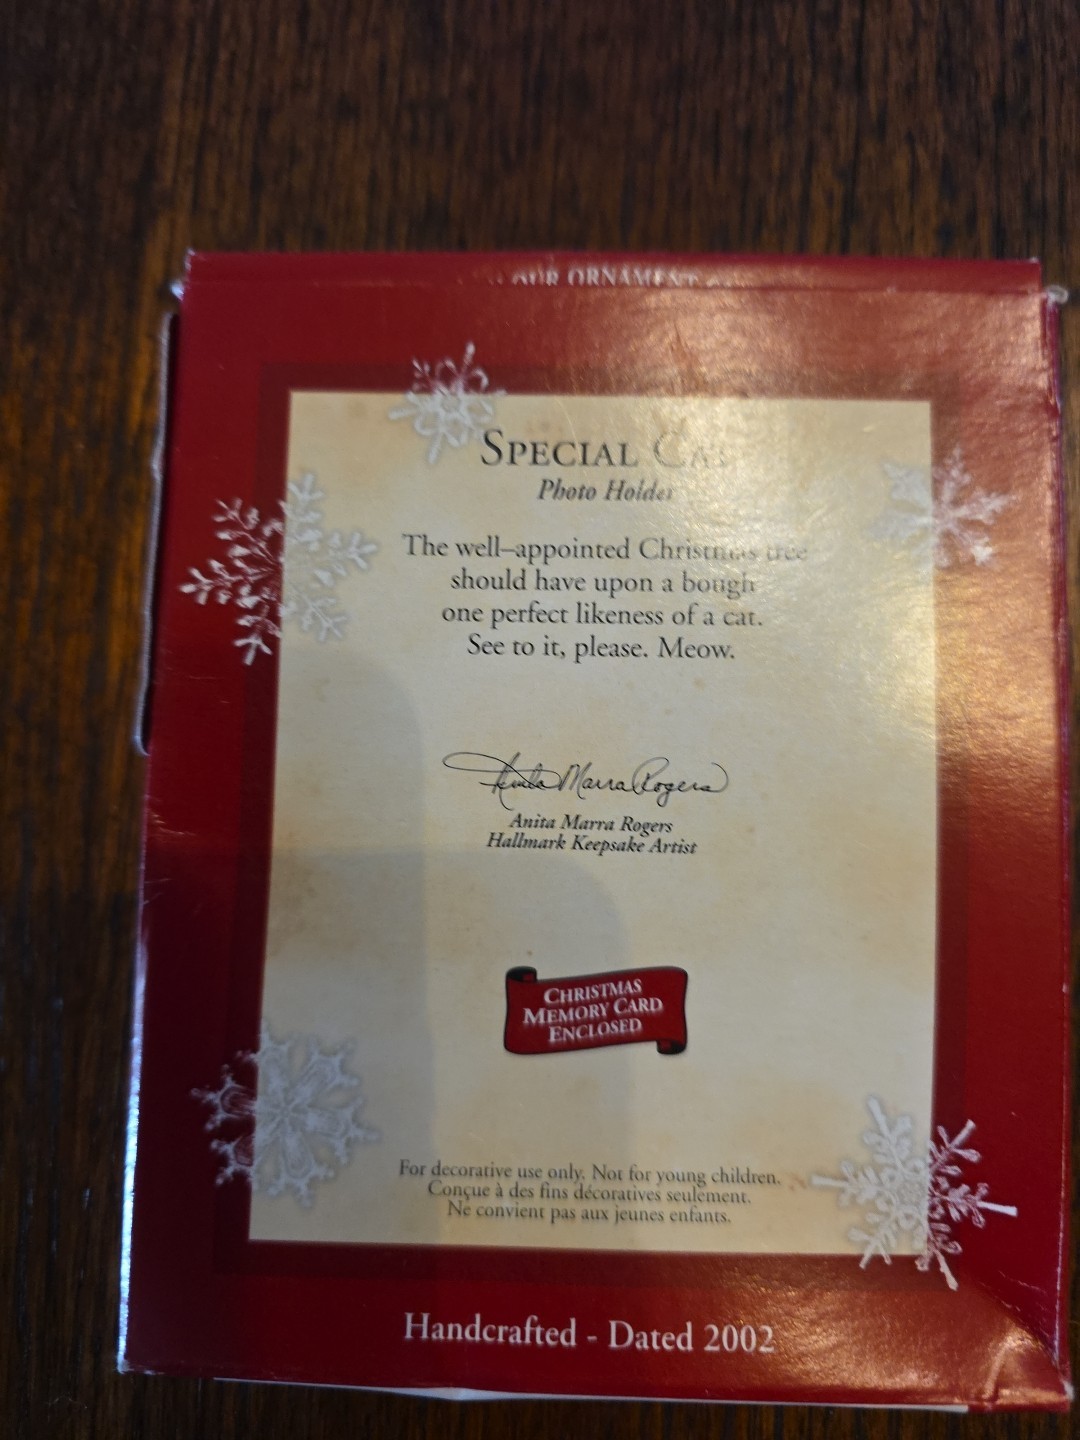 OUR ORNAMENT
SPECIAL CAT
Photo Holder
The well–appointed Christmas tree
should have upon a bough
one perfect likeness of a cat.
See to it, please. Meow.
Anita Marra Rogers
Anita Marra Rogers
Hallmark Keepsake Artist
CHRISTMAS
MEMORY CARD
ENCLOSED
For decorative use only. Not for young children.
Conçue à des fins décoratives seulement.
Ne convient pas aux jeunes enfants.
Handcrafted - Dated 2002